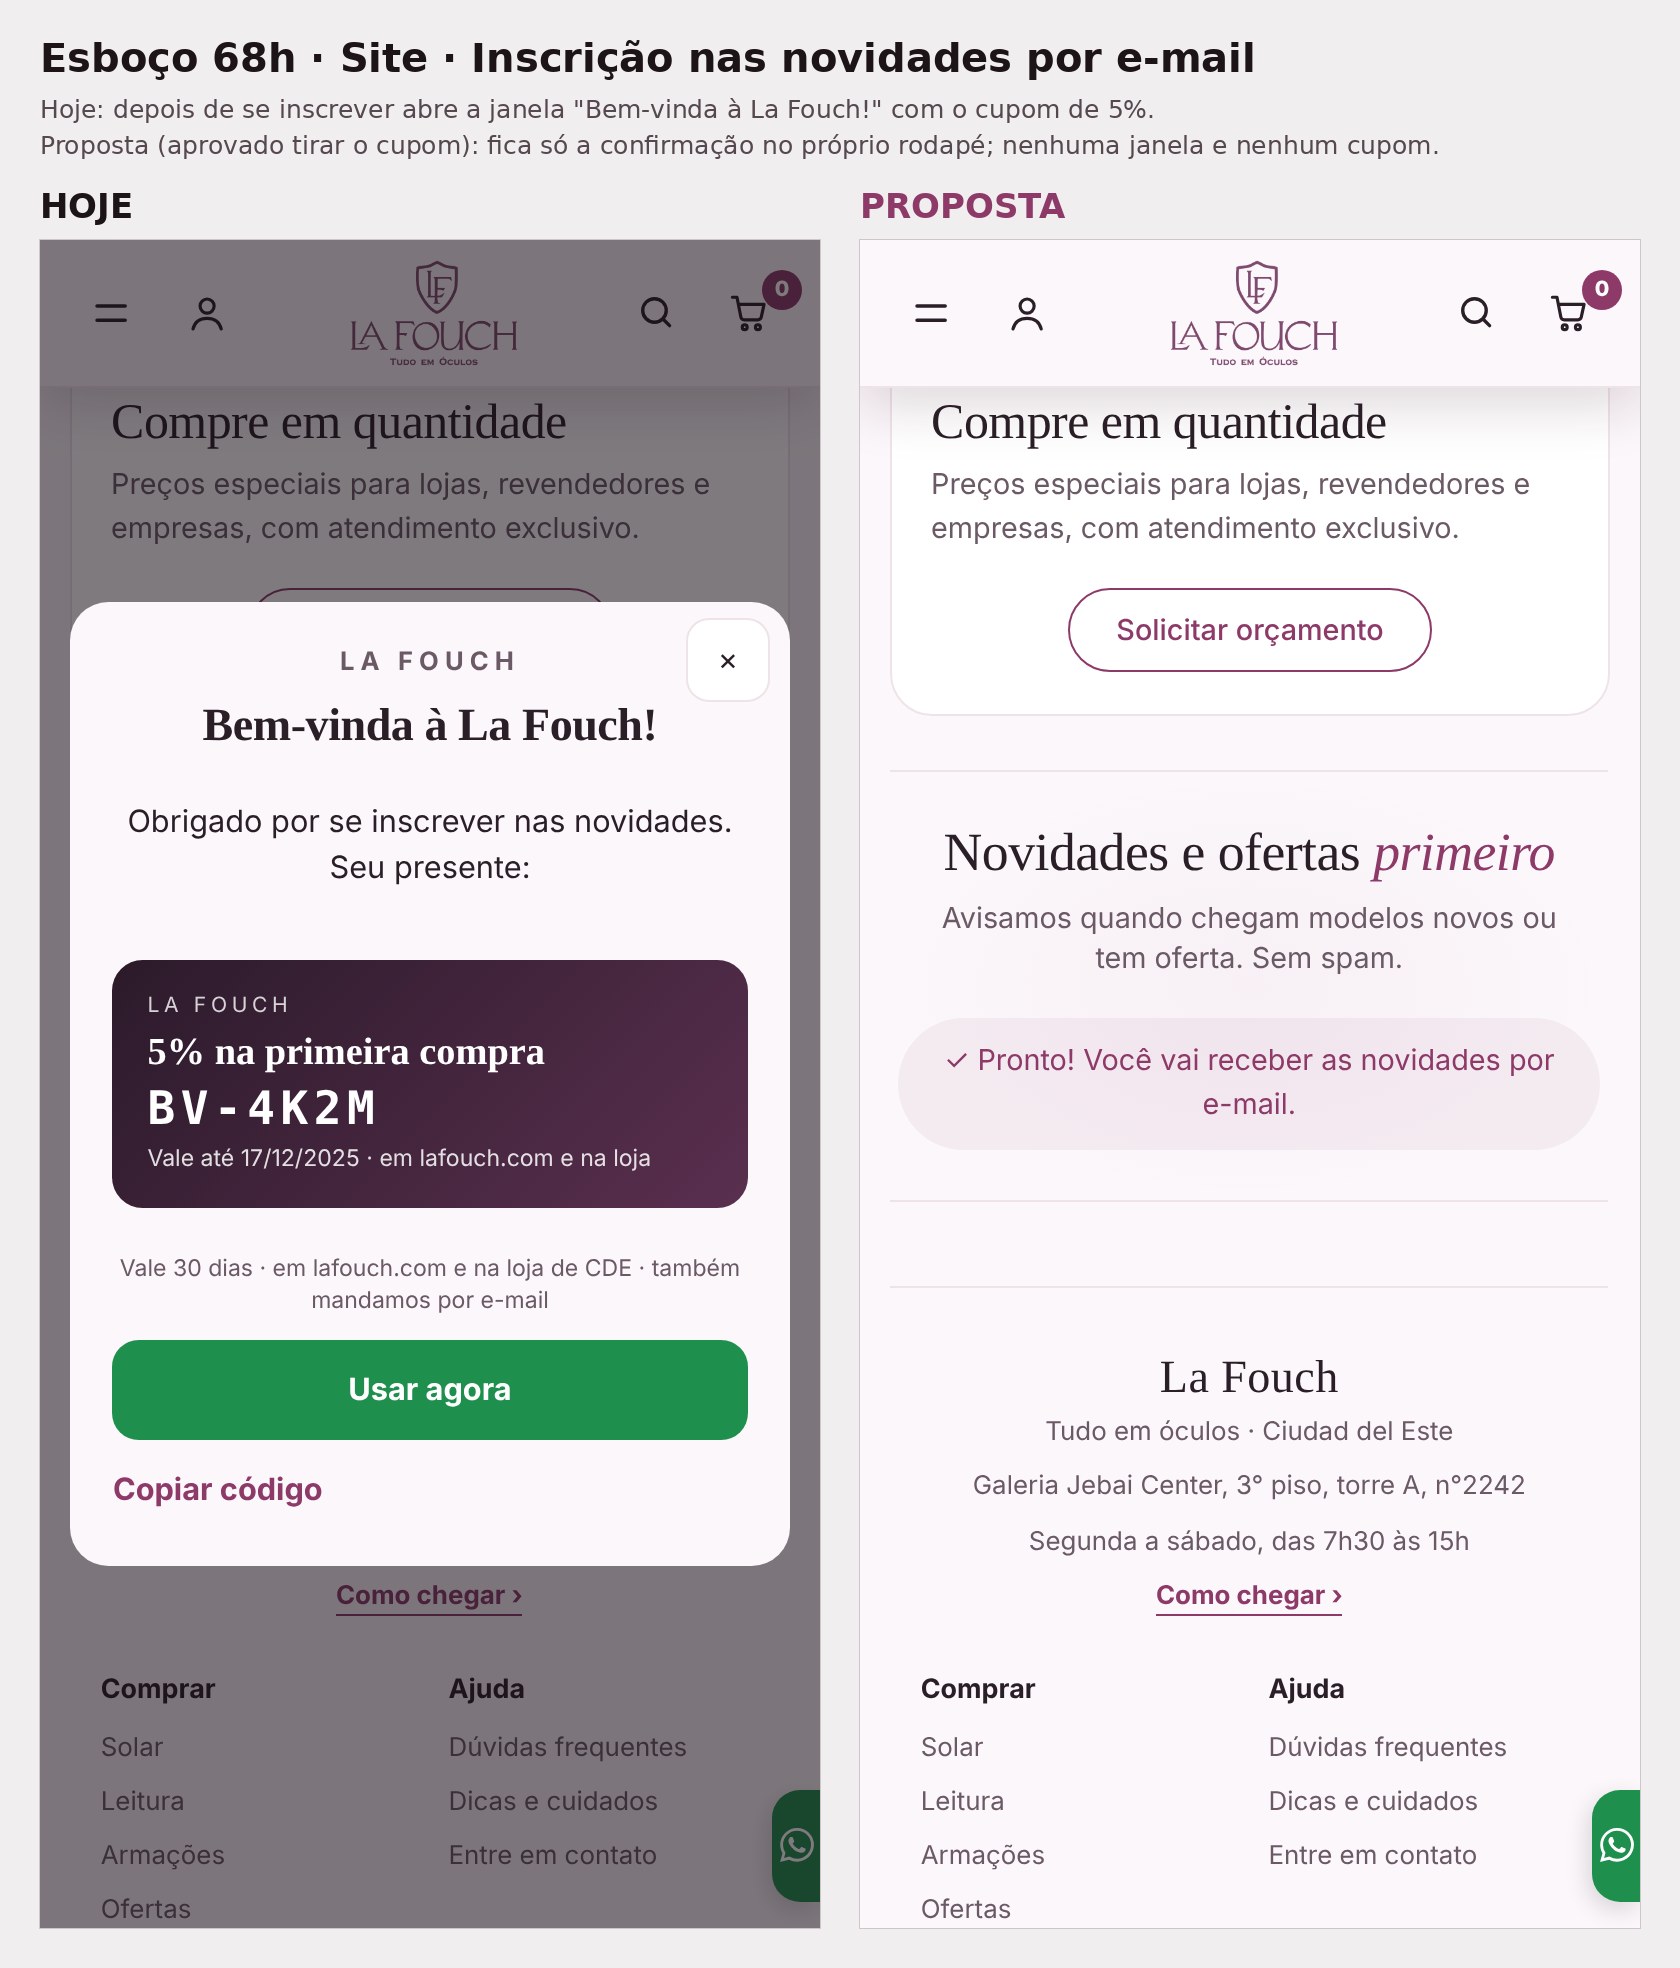 Esboço 68h · Site · Inscrição nas novidades por e-mail
Hoje: depois de se inscrever abre a janela "Bem-vinda à La Fouch!" com o cupom de 5%.
Proposta (aprovado tirar o cupom): fica só a confirmação no próprio rodapé; nenhuma janela e nenhum cupom.
HOJE
LF
LA FOUCH
TUDO EM ÓCULOS
0
Compre em quantidade
Preços especiais para lojas, revendedores e
empresas, com atendimento exclusivo.
LA FOUCH
×
Bem-vinda à La Fouch!
Obrigado por se inscrever nas novidades.
Seu presente:
LA FOUCH
5% na primeira compra
BV-4K2M
Vale até 17/12/2025 · em lafouch.com e na loja
Vale 30 dias · em lafouch.com e na loja de CDE · também
mandamos por e-mail
Usar agora
Copiar código
Como chegar ›
Comprar
Solar
Leitura
Armações
Ofertas
Ajuda
Dúvidas frequentes
Dicas e cuidados
Entre em contato
PROPOSTA
LF
LA FOUCH
TUDO EM ÓCULOS
0
Compre em quantidade
Preços especiais para lojas, revendedores e
empresas, com atendimento exclusivo.
Solicitar orçamento
Novidades e ofertas primeiro
Avisamos quando chegam modelos novos ou
tem oferta. Sem spam.
✓ Pronto! Você vai receber as novidades por
e-mail.
La Fouch
Tudo em óculos · Ciudad del Este
Galeria Jebai Center, 3° piso, torre A, n°2242
Segunda a sábado, das 7h30 às 15h
Como chegar ›
Comprar
Solar
Leitura
Armações
Ofertas
Ajuda
Dúvidas frequentes
Dicas e cuidados
Entre em contato